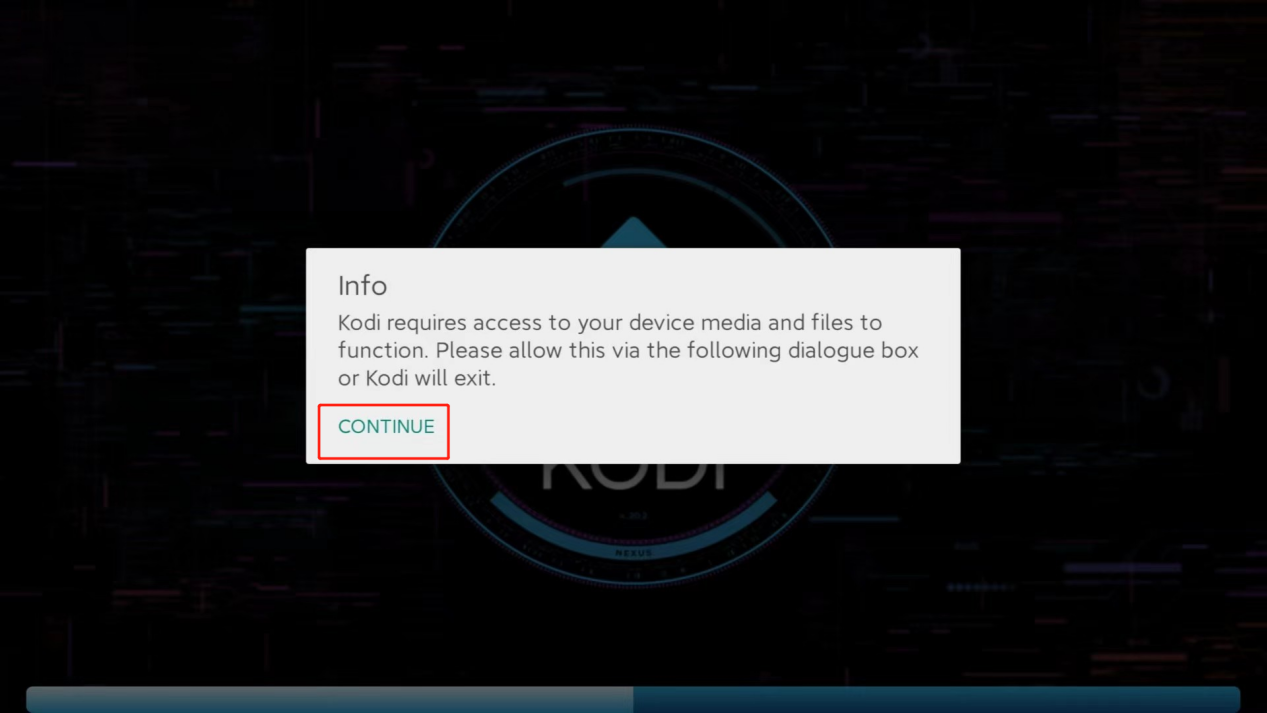 Info
Kodi requires access to your device media and files to
function. Please allow this via the following dialogue box
or Kodi will exit.
CONTINUE
KODI
NEXUS